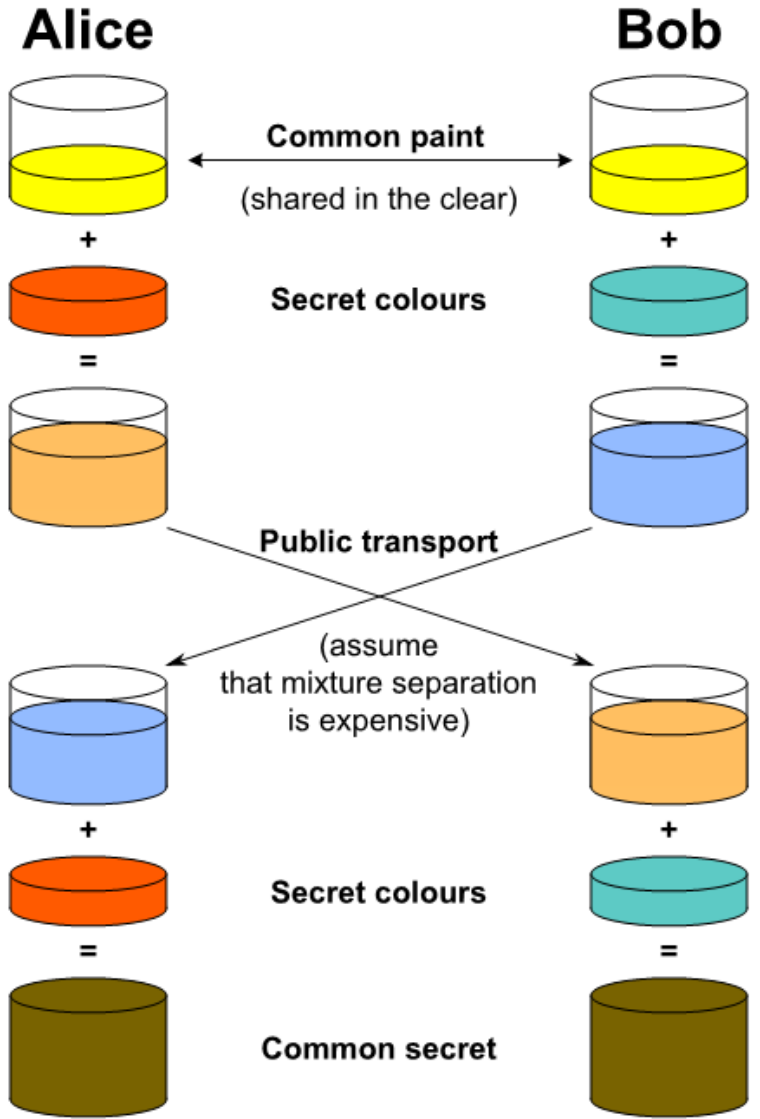 Alice
Bob
Common paint
(shared in the clear)
+
+
Secret colours
=
=
Public transport
(assume
that mixture separation
is expensive)
+
+
Secret colours
=
=
Common secret